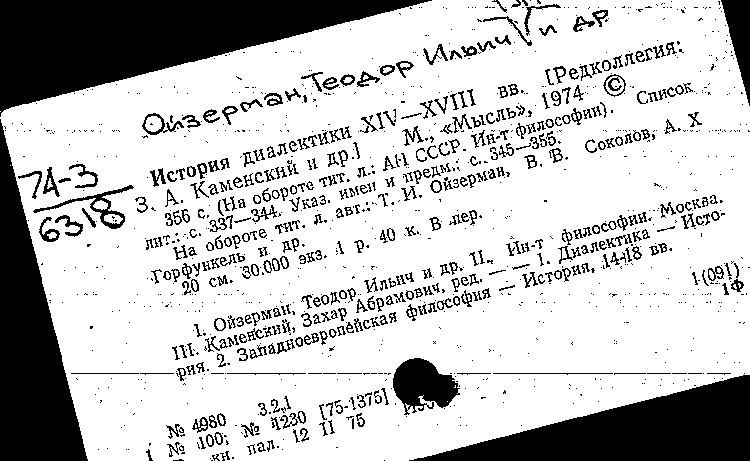 Ойзерман, Теодор Ильич и др
74-3
6318
История диалектики XIV—XVIII вв. [Редколлегия:
З. А. Каменский и др.] М., «Мысль», 1974 ©
356 с. (На обороте тит. л.: АН СССР. Ин-т философии). Список
лит.: с. 337—344. Указ. имен и предм.: с. 345—355.
На обороте тит. л. авт.: Т. И. Ойзерман, В. В. Соколов, А. Х
Горфункель и др.
20 см. 30.000 экз. 1 р. 40 к. В пер.
1. Ойзерман, Теодор Ильич и др. II. Ин-т философии. Москва.
III. Каменский, Захар Абрамович, ред. — — 1. Диалектика — Исто-
рия. 2. Западноевропейская философия — История, 14-18 вв.
1(091)
1Ф
№ 4980 3.2.1
1 № 100; № 4230 [75-1375]
кн. пал. 12 II 75